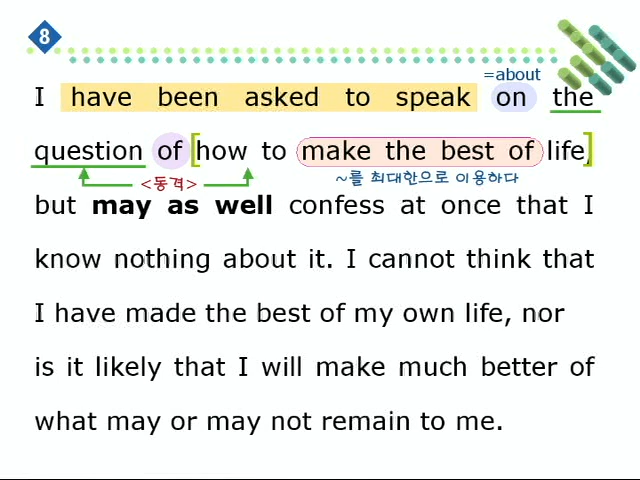 8
=about
I have been asked to speak on the
question of [how to make the best of life,]
<동격> ~를 최대한으로 이용하다
but may as well confess at once that I
know nothing about it. I cannot think that
I have made the best of my own life, nor
is it likely that I will make much better of
what may or may not remain to me.